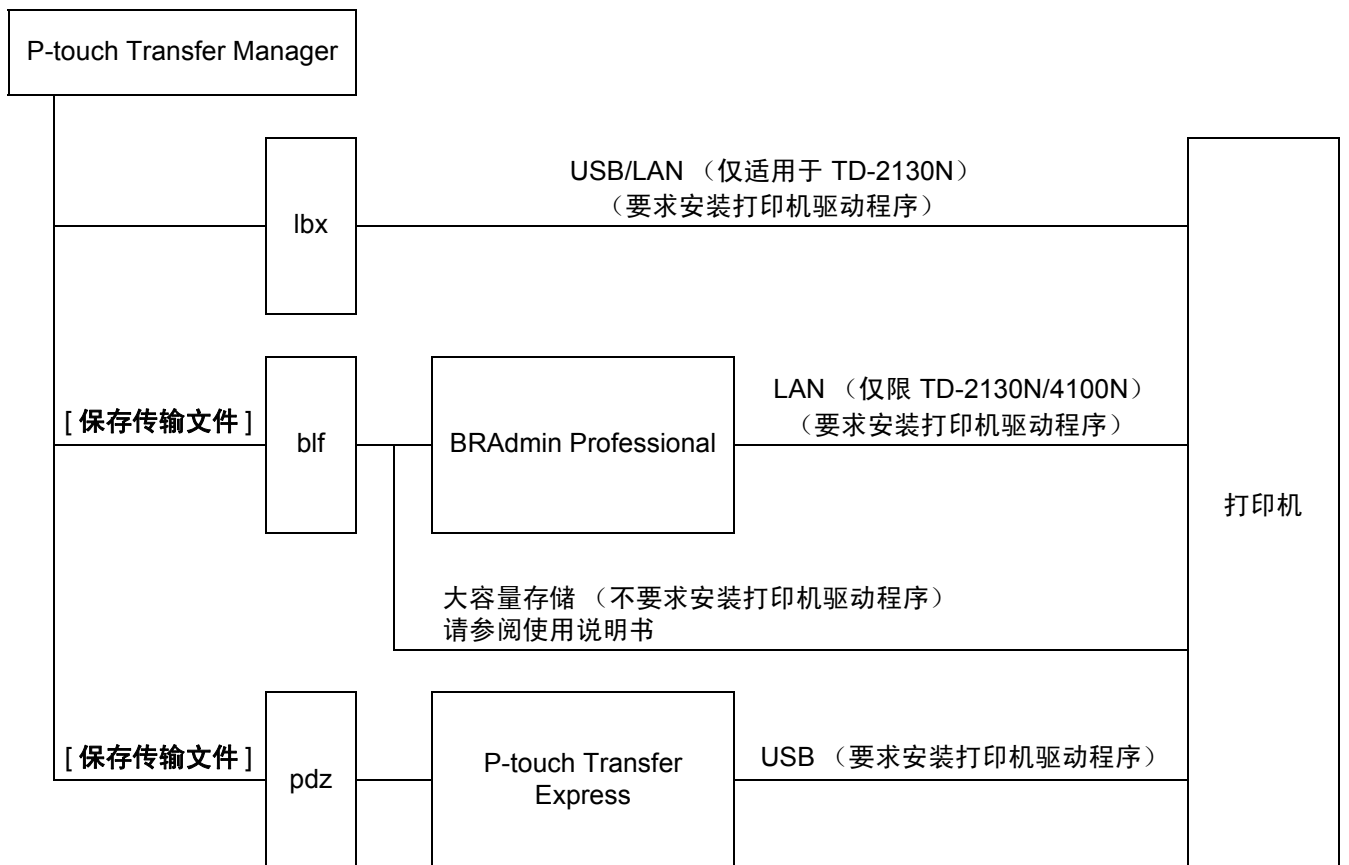 P-touch Transfer Manager
USB/LAN （仅适用于 TD-2130N）
（要求安装打印机驱动程序）
lbx
LAN （仅限 TD-2130N/4100N）
（要求安装打印机驱动程序）
[ 保存传输文件 ]
blf
BRAdmin Professional
打印机
大容量存储 （不要求安装打印机驱动程序）
请参阅使用说明书
[ 保存传输文件 ]
pdz
P-touch Transfer
Express
USB （要求安装打印机驱动程序）